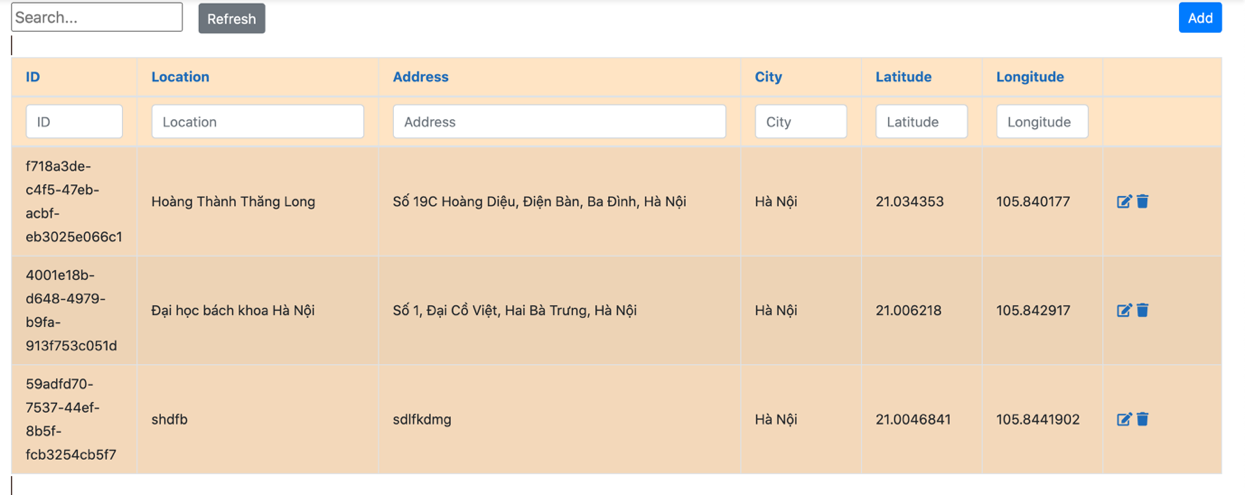 Search... Refresh Add
ID Location Address City Latitude Longitude
ID Location Address City Latitude Longitude
f718a3de-
c4f5-47eb-
acbf-
eb3025e066c1
Hoàng Thành Thăng Long Số 19C Hoàng Diệu, Điện Bàn, Ba Đình, Hà Nội Hà Nội 21.034353 105.840177
4001e18b-
d648-4979-
b9fa-
913f753c051d
Đại học bách khoa Hà Nội Số 1, Đại Cồ Việt, Hai Bà Trưng, Hà Nội Hà Nội 21.006218 105.842917
59adfd70-
7537-44ef-
8b5f-
fcb3254cb5f7
shdfb sdlfkdmg Hà Nội 21.0046841 105.8441902